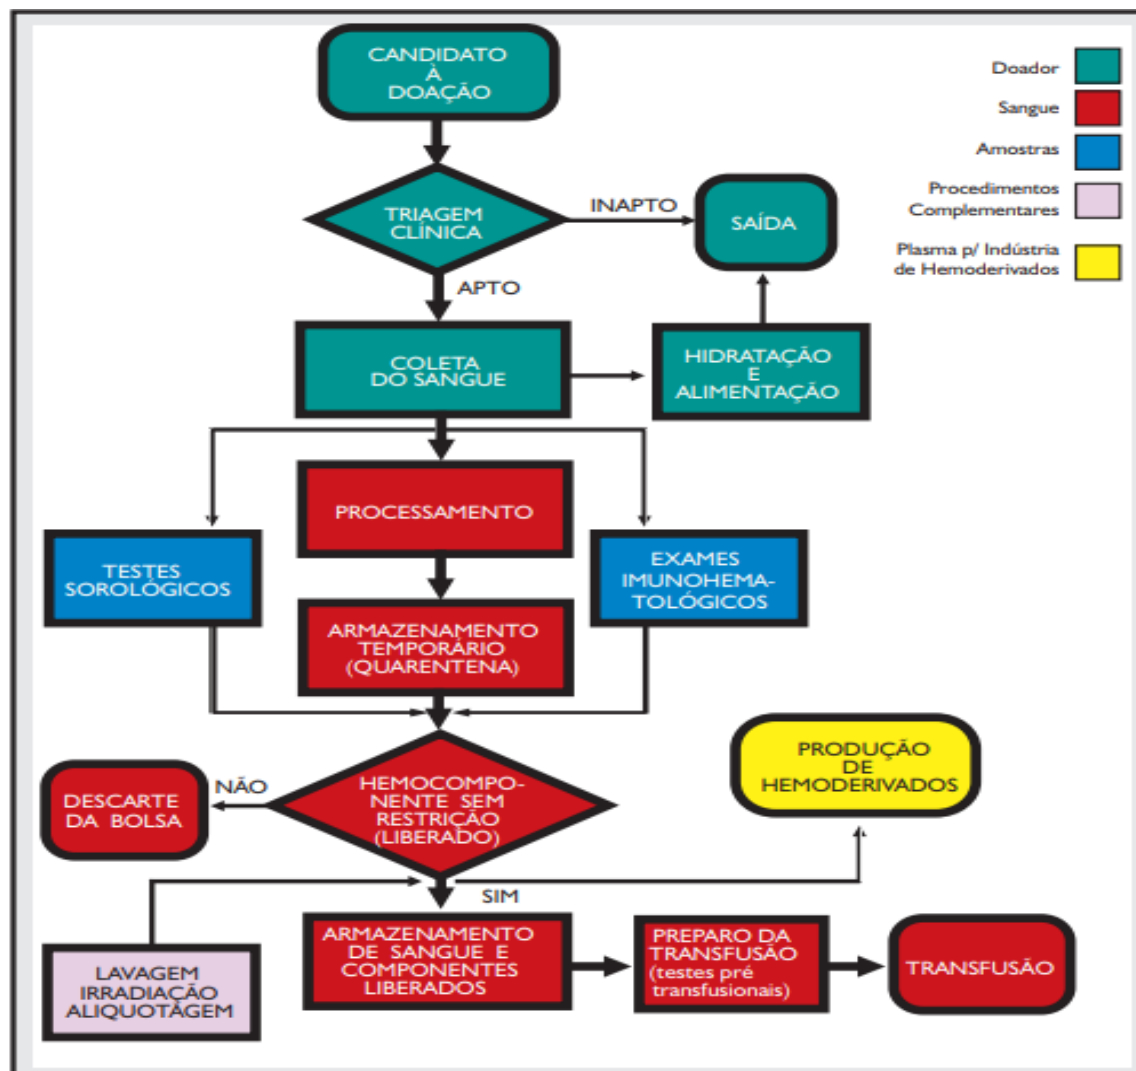 CANDIDATO
À
DOAÇÃO
Doador
Sangue
Amostras
Procedimentos
Complementares
Plasma p/ Indústria
de Hemoderivados
TRIAGEM
CLÍNICA
INAPTO
SAÍDA
APTO
COLETA
DO SANGUE
HIDRATAÇÃO
E
ALIMENTAÇÃO
PROCESSAMENTO
TESTES
SOROLÓGICOS
EXAMES
IMUNOHEMA-
TOLÓGICOS
ARMAZENAMENTO
TEMPORÁRIO
(QUARENTENA)
HEMOCOMPO-
NENTE SEM
RESTRIÇÃO
(LIBERADO)
NÃO
DESCARTE
DA BOLSA
PRODUÇÃO
DE
HEMODERIVADOS
SIM
LAVAGEM
IRRADIAÇÃO
ALIQUOTAGEM
ARMAZENAMENTO
DE SANGUE E
COMPONENTES
LIBERADOS
PREPARO DA
TRANSFUSÃO
(testes pré
transfusionais)
TRANSFUSÃO